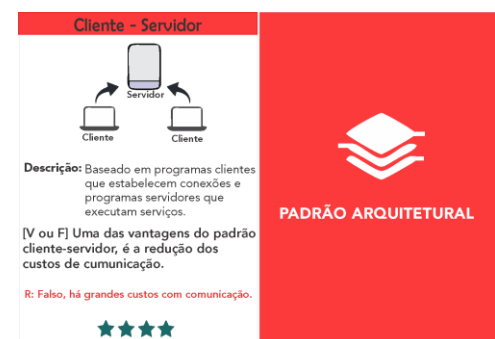 Cliente - Servidor
Servidor
Cliente
Cliente
Descrição: Baseado em programas clientes
que estabelecem conexões e
programas servidores que
executam serviços.
[V ou F] Uma das vantagens do padrão
cliente-servidor, é a redução dos
custos de cumunicação.
R: Falso, há grandes custos com comunicação.
PADRÃO ARQUITETURAL